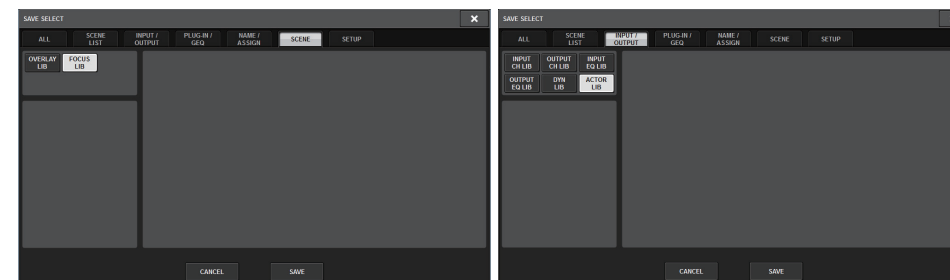 SAVE SELECT
ALL
SCENE
LIST
INPUT /
OUTPUT
PLUG-IN /
GEQ
NAME /
ASSIGN
SCENE
SETUP
OVERLAY
LIB
FOCUS
LIB
CANCEL
SAVE
SAVE SELECT
ALL
SCENE
LIST
INPUT /
OUTPUT
PLUG-IN /
GEQ
NAME /
ASSIGN
SCENE
SETUP
INPUT
CH LIB
OUTPUT
CH LIB
INPUT
EQ LIB
OUTPUT
EQ LIB
DYN
LIB
ACTOR
LIB
CANCEL
SAVE